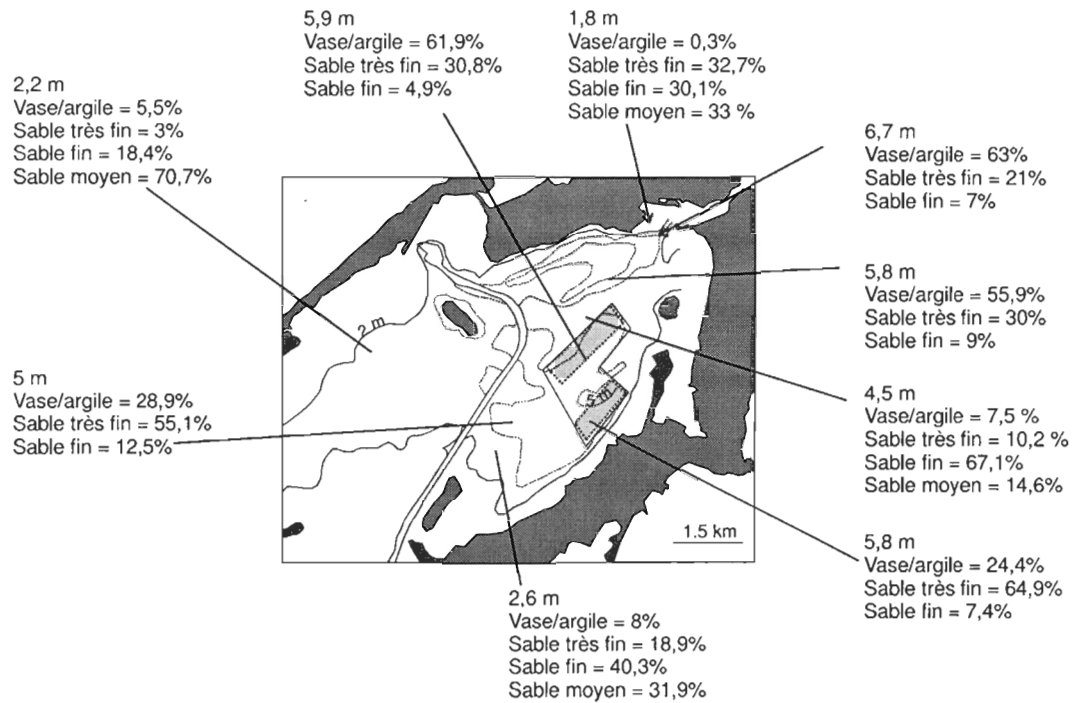 5,9 m
Vase/argile = 61,9%
Sable très fin = 30,8%
Sable fin = 4,9%
1,8 m
Vase/argile = 0,3%
Sable très fin = 32,7%
Sable fin = 30,1%
Sable moyen = 33 %
2,2 m
Vase/argile = 5,5%
Sable très fin = 3%
Sable fin = 18,4%
Sable moyen = 70,7%
6,7 m
Vase/argile = 63%
Sable très fin = 21%
Sable fin = 7%
5,8 m
Vase/argile = 55,9%
Sable très fin = 30%
Sable fin = 9%
2 m
5 m
5 m
Vase/argile = 28,9%
Sable très fin = 55,1%
Sable fin = 12,5%
4,5 m
Vase/argile = 7,5 %
Sable très fin = 10,2 %
Sable fin = 67,1%
Sable moyen = 14,6%
1.5 km
5,8 m
Vase/argile = 24,4%
Sable très fin = 64,9%
Sable fin = 7,4%
2,6 m
Vase/argile = 8%
Sable très fin = 18,9%
Sable fin = 40,3%
Sable moyen = 31,9%